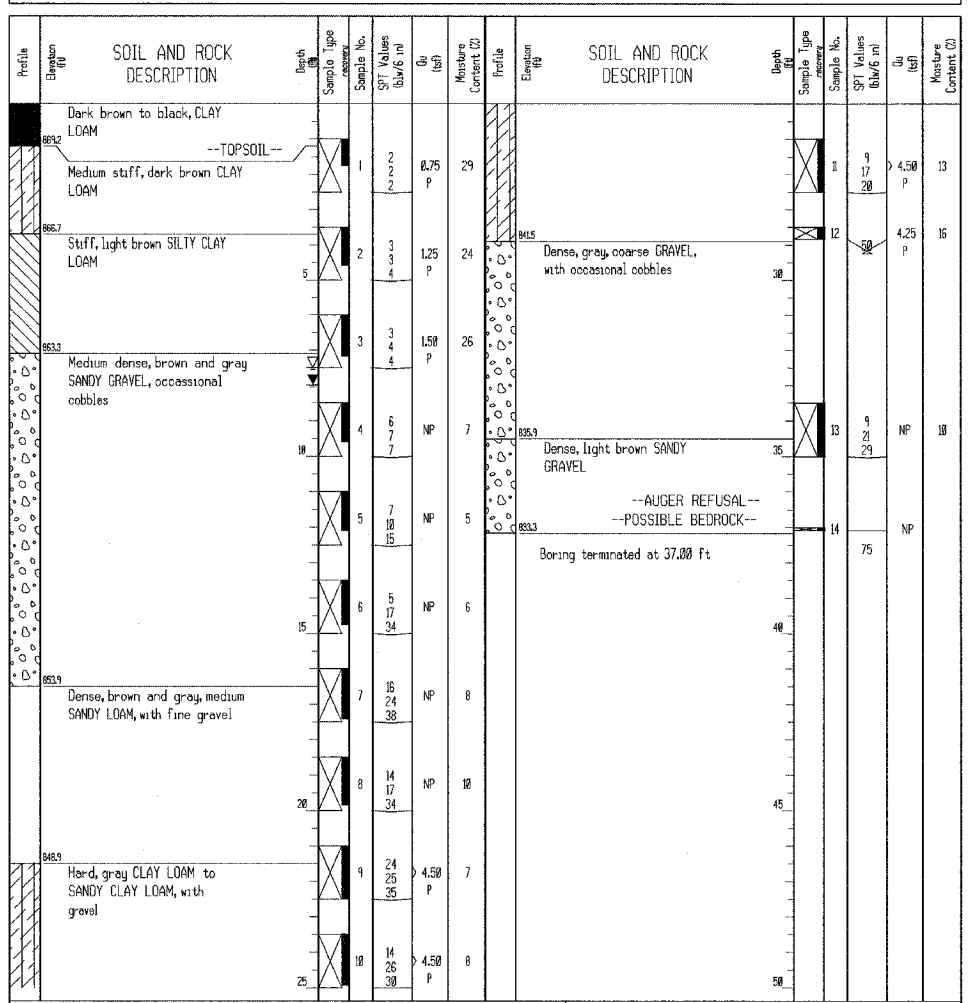 Profile
Elevation (ft)
SOIL AND ROCK
DESCRIPTION
Depth (ft)
Sample Type
recovery
Sample No.
SPT Values
(blw/6 in)
Qu
(tsf)
Moisture
Content (%)
Dark brown to black, CLAY
LOAM
869.2
--TOPSOIL--
Medium stiff, dark brown CLAY
LOAM
1
2
2
2
0.75
P
29
866.7
Stiff, light brown SILTY CLAY
LOAM
5
2
3
3
4
1.25
P
24
3
3
4
4
1.50
P
26
863.3
Medium dense, brown and gray
SANDY GRAVEL, occassional
cobbles
10
4
6
7
7
NP
7
5
7
10
15
NP
5
15
6
5
17
34
NP
6
853.9
Dense, brown and gray, medium
SANDY LOAM, with fine gravel
7
16
24
38
NP
8
20
8
14
17
34
NP
10
848.9
Hard, gray CLAY LOAM to
SANDY CLAY LOAM, with
gravel
9
24
25
35
> 4.50
P
7
25
10
14
26
30
> 4.50
P
8
Profile
Elevation (ft)
SOIL AND ROCK
DESCRIPTION
Depth (ft)
Sample Type
recovery
Sample No.
SPT Values
(blw/6 in)
Qu
(tsf)
Moisture
Content (%)
11
9
17
20
> 4.50
P
13
841.5
12
50
4.25
P
16
Dense, gray, coarse GRAVEL,
with occasional cobbles
30
835.9
13
9
21
29
NP
10
Dense, light brown SANDY
GRAVEL
35
--AUGER REFUSAL--
--POSSIBLE BEDROCK--
833.3
14
NP
75
Boring terminated at 37.00 ft
40
45
50